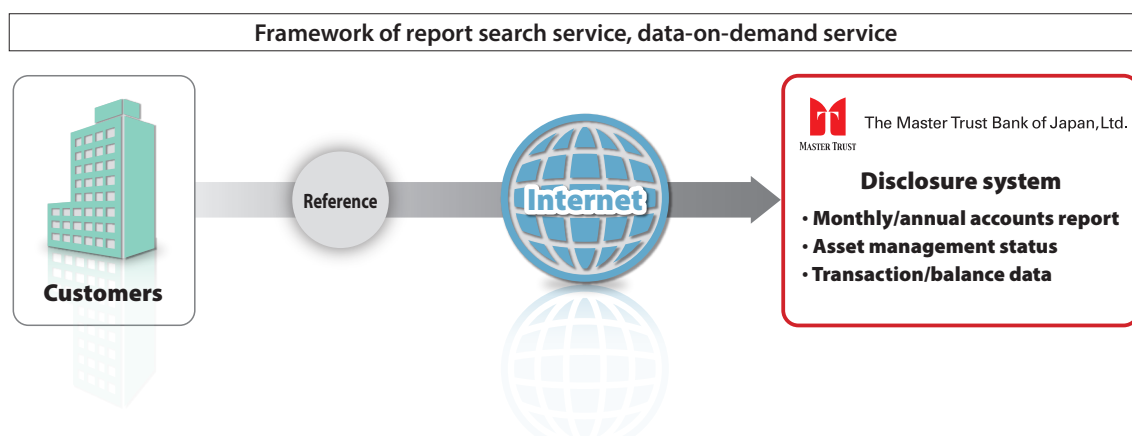 Framework of report search service, data-on-demand service
Customers
Reference
Internet
MASTER TRUST
The Master Trust Bank of Japan,Ltd.
Disclosure system
・Monthly/annual accounts report
・Asset management status
・Transaction/balance data